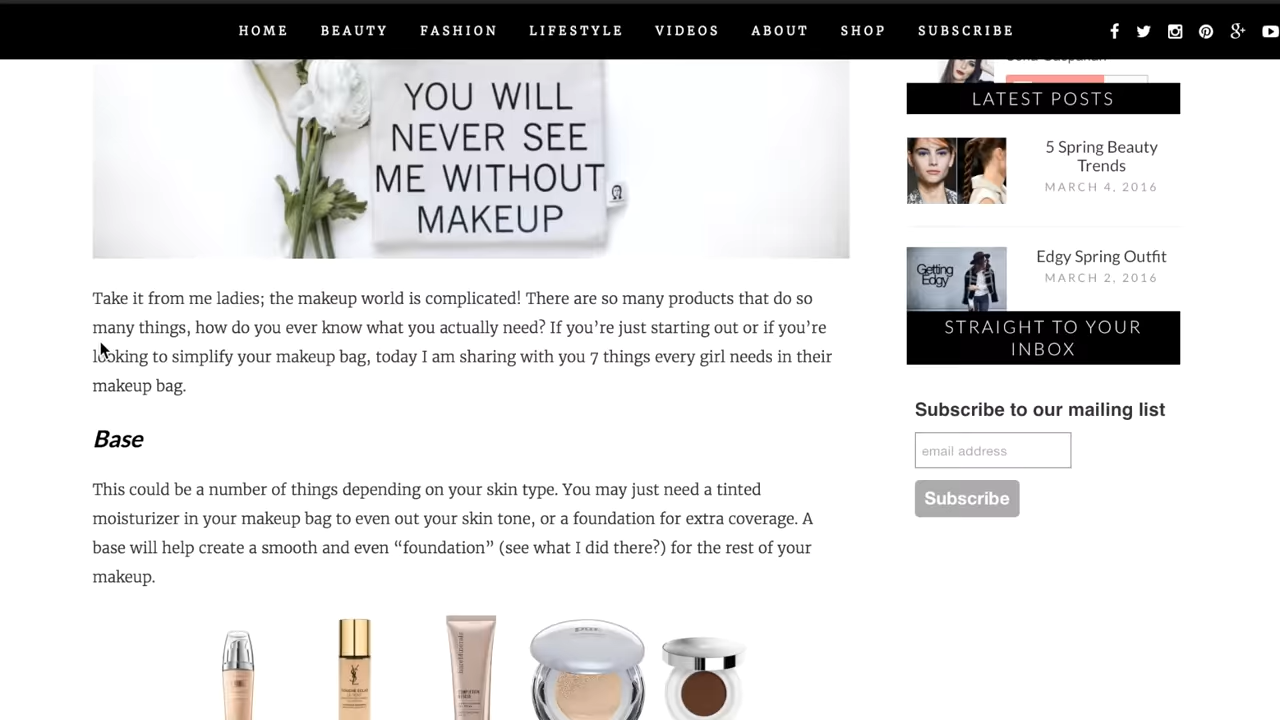 HOME BEAUTY FASHION LIFESTYLE VIDEOS ABOUT SHOP SUBSCRIBE
YOU WILL
NEVER SEE
ME WITHOUT
MAKEUP
Take it from me ladies; the makeup world is complicated! There are so many products that do so
many things, how do you ever know what you actually need? If you’re just starting out or if you’re
looking to simplify your makeup bag, today I am sharing with you 7 things every girl needs in their
makeup bag.
Base
This could be a number of things depending on your skin type. You may just need a tinted
moisturizer in your makeup bag to even out your skin tone, or a foundation for extra coverage. A
base will help create a smooth and even “foundation” (see what I did there?) for the rest of your
makeup.
LATEST POSTS
5 Spring Beauty
Trends
MARCH 4, 2016
Getting
Edgy
Edgy Spring Outfit
MARCH 2, 2016
STRAIGHT TO YOUR
INBOX
Subscribe to our mailing list
email address
Subscribe